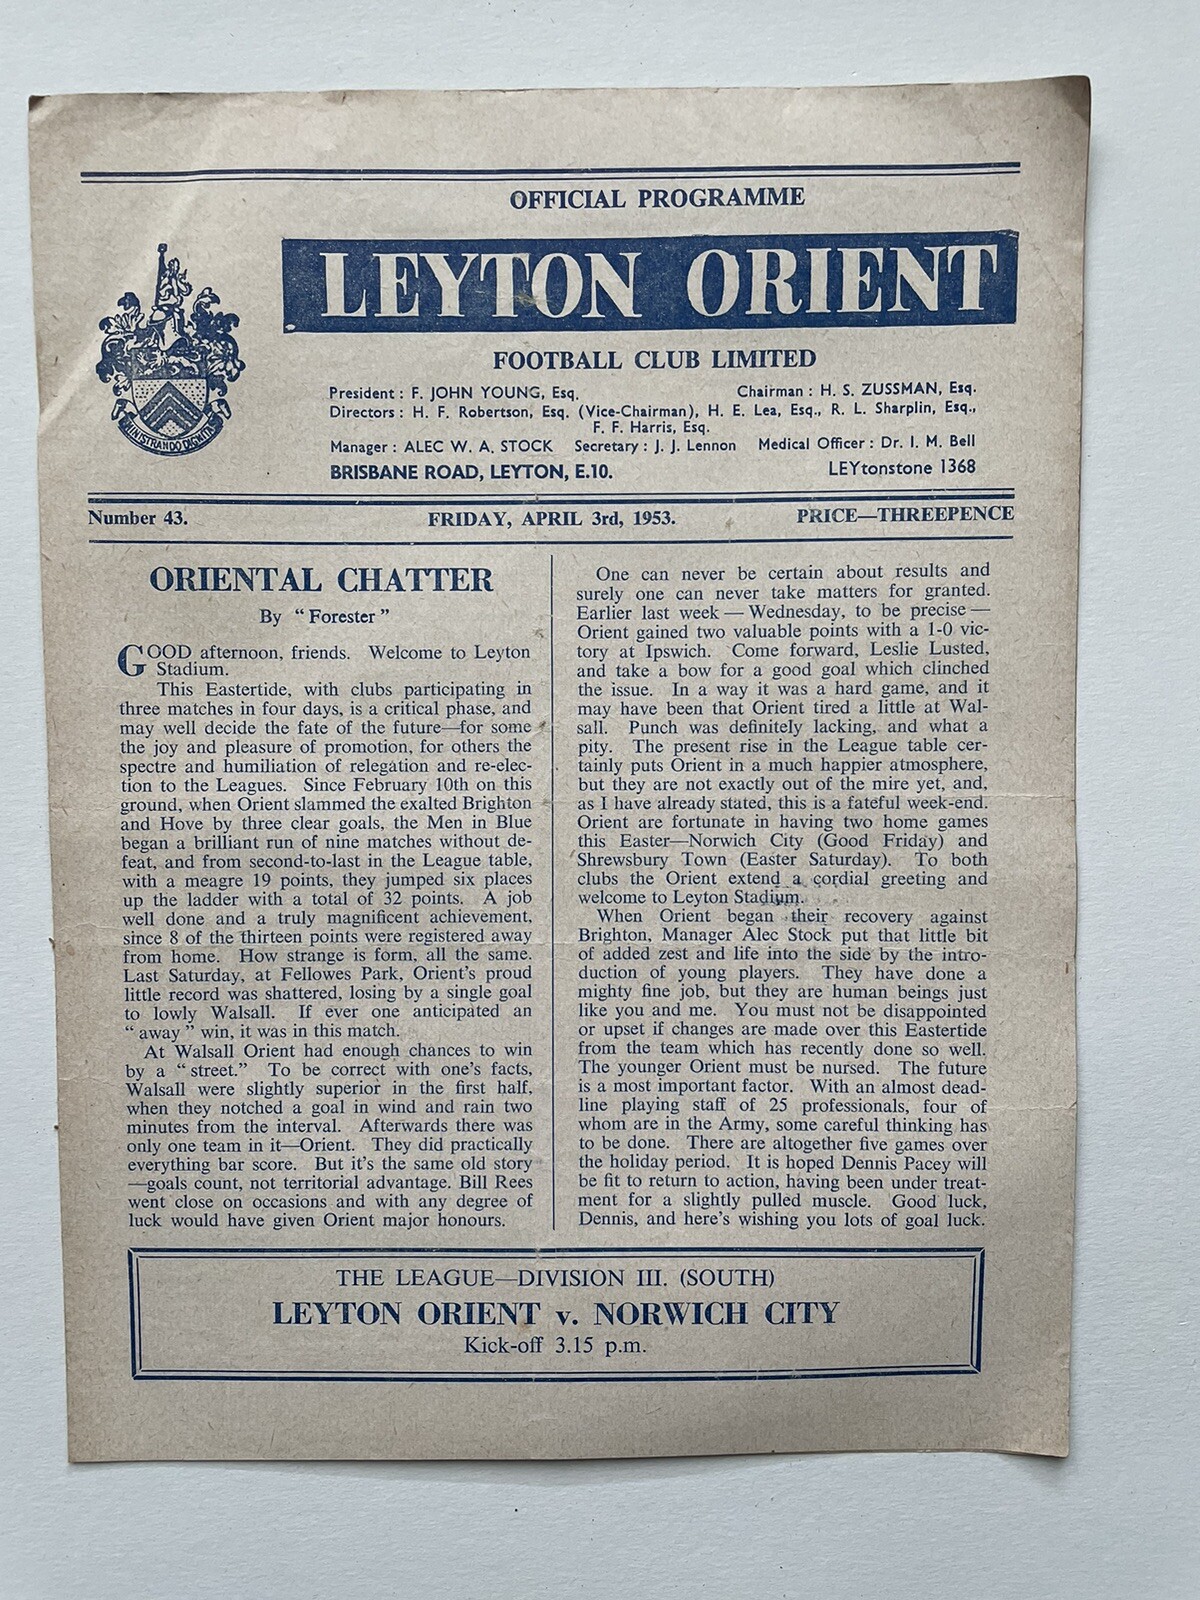 OFFICIAL PROGRAMME
LEYTON ORIENT
FOOTBALL CLUB LIMITED
MINISTRANDO DIGNITAS
President : F. JOHN YOUNG, Esq. Chairman : H. S. ZUSSMAN, Esq.
Directors : H. F. Robertson, Esq. (Vice-Chairman), H. E. Lea, Esq., R. L. Sharplin, Esq.,
F. F. Harris, Esq.
Manager : ALEC W. A. STOCK Secretary : J. J. Lennon Medical Officer : Dr. I. M. Bell
BRISBANE ROAD, LEYTON, E.10. LEYtonstone 1368
Number 43. FRIDAY, APRIL 3rd, 1953. PRICE—THREEPENCE
ORIENTAL CHATTER
By " Forester "
GOOD afternoon, friends. Welcome to Leyton
Stadium.
This Eastertide, with clubs participating in
three matches in four days, is a critical phase, and
may well decide the fate of the future—for some
the joy and pleasure of promotion, for others the
spectre and humiliation of relegation and re-elec-
tion to the Leagues. Since February 10th on this
ground, when Orient slammed the exalted Brighton
and Hove by three clear goals, the Men in Blue
began a brilliant run of nine matches without de-
feat, and from second-to-last in the League table,
with a meagre 19 points, they jumped six places
up the ladder with a total of 32 points. A job
well done and a truly magnificent achievement,
since 8 of the thirteen points were registered away
from home. How strange is form, all the same.
Last Saturday, at Fellowes Park, Orient's proud
little record was shattered, losing by a single goal
to lowly Walsall. If ever one anticipated an
" away " win, it was in this match.
At Walsall Orient had enough chances to win
by a " street." To be correct with one's facts,
Walsall were slightly superior in the first half,
when they notched a goal in wind and rain two
minutes from the interval. Afterwards there was
only one team in it—Orient. They did practically
everything bar score. But it's the same old story
—goals count, not territorial advantage. Bill Rees
went close on occasions and with any degree of
luck would have given Orient major honours.
One can never be certain about results and
surely one can never take matters for granted.
Earlier last week — Wednesday, to be precise —
Orient gained two valuable points with a 1-0 vic-
tory at Ipswich. Come forward, Leslie Lusted,
and take a bow for a good goal which clinched
the issue. In a way it was a hard game, and it
may have been that Orient tired a little at Wal-
sall. Punch was definitely lacking, and what a
pity. The present rise in the League table cer-
tainly puts Orient in a much happier atmosphere,
but they are not exactly out of the mire yet, and,
as I have already stated, this is a fateful week-end.
Orient are fortunate in having two home games
this Easter—Norwich City (Good Friday) and
Shrewsbury Town (Easter Saturday). To both
clubs the Orient extend a cordial greeting and
welcome to Leyton Stadium.
When Orient began their recovery against
Brighton, Manager Alec Stock put that little bit
of added zest and life into the side by the intro-
duction of young players. They have done a
mighty fine job, but they are human beings just
like you and me. You must not be disappointed
or upset if changes are made over this Eastertide
from the team which has recently done so well.
The younger Orient must be nursed. The future
is a most important factor. With an almost dead-
line playing staff of 25 professionals, four of
whom are in the Army, some careful thinking has
to be done. There are altogether five games over
the holiday period. It is hoped Dennis Pacey will
be fit to return to action, having been under treat-
ment for a slightly pulled muscle. Good luck,
Dennis, and here's wishing you lots of goal luck.
THE LEAGUE—DIVISION III. (SOUTH)
LEYTON ORIENT v. NORWICH CITY
Kick-off 3.15 p.m.